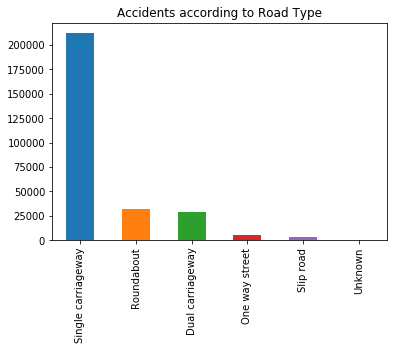 Accidents according to Road Type
200000
175000
150000
125000
100000
75000
50000
25000
0
Single carriageway
Roundabout
Dual carriageway
One way street
Slip road
Unknown